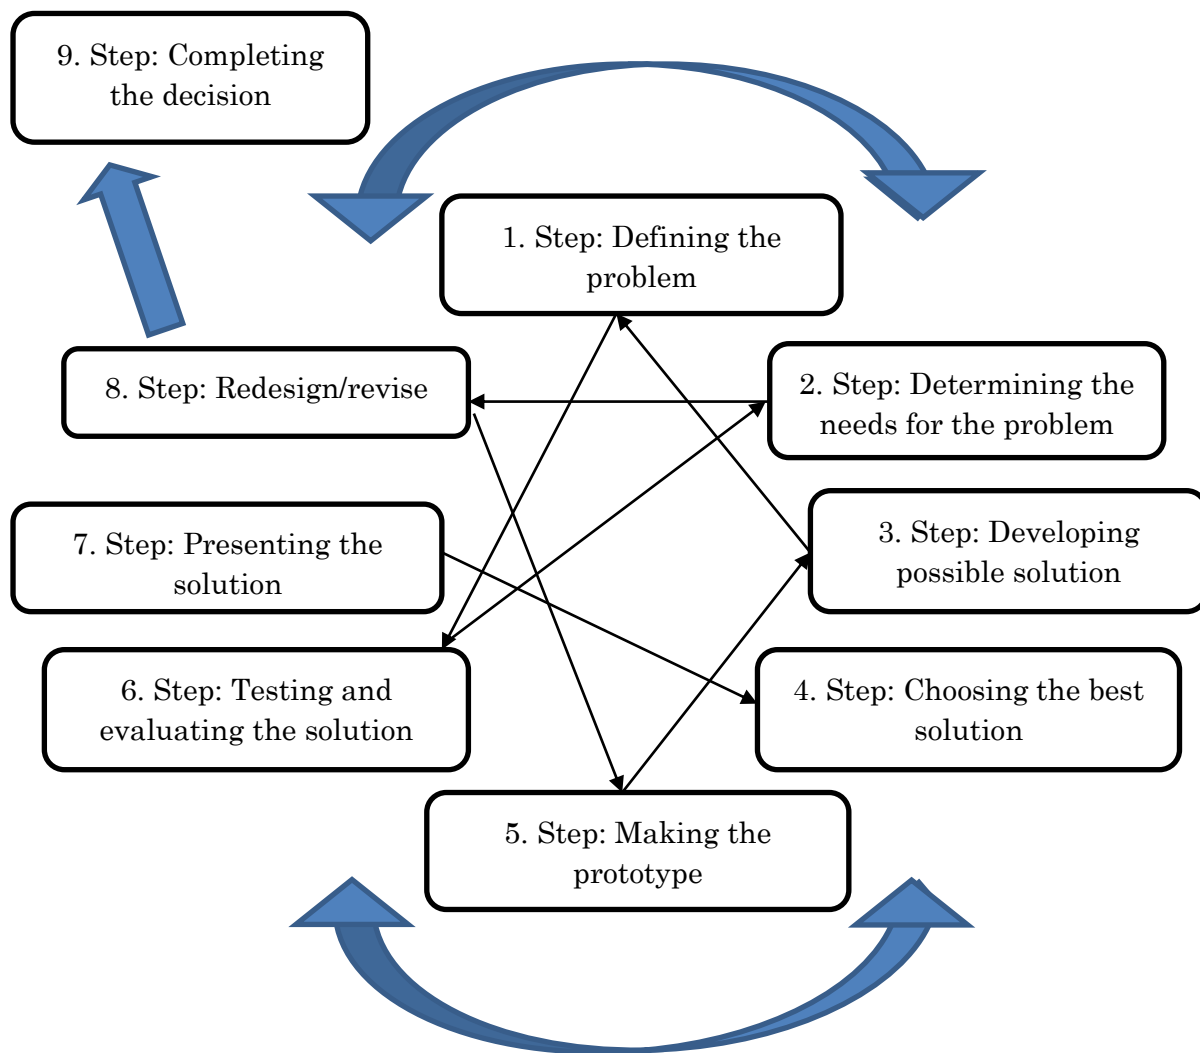 9. Step: Completing
the decision
1. Step: Defining the
problem
8. Step: Redesign/revise
2. Step: Determining the
needs for the problem
7. Step: Presenting the
solution
3. Step: Developing
possible solution
6. Step: Testing and
evaluating the solution
4. Step: Choosing the best
solution
5. Step: Making the
prototype